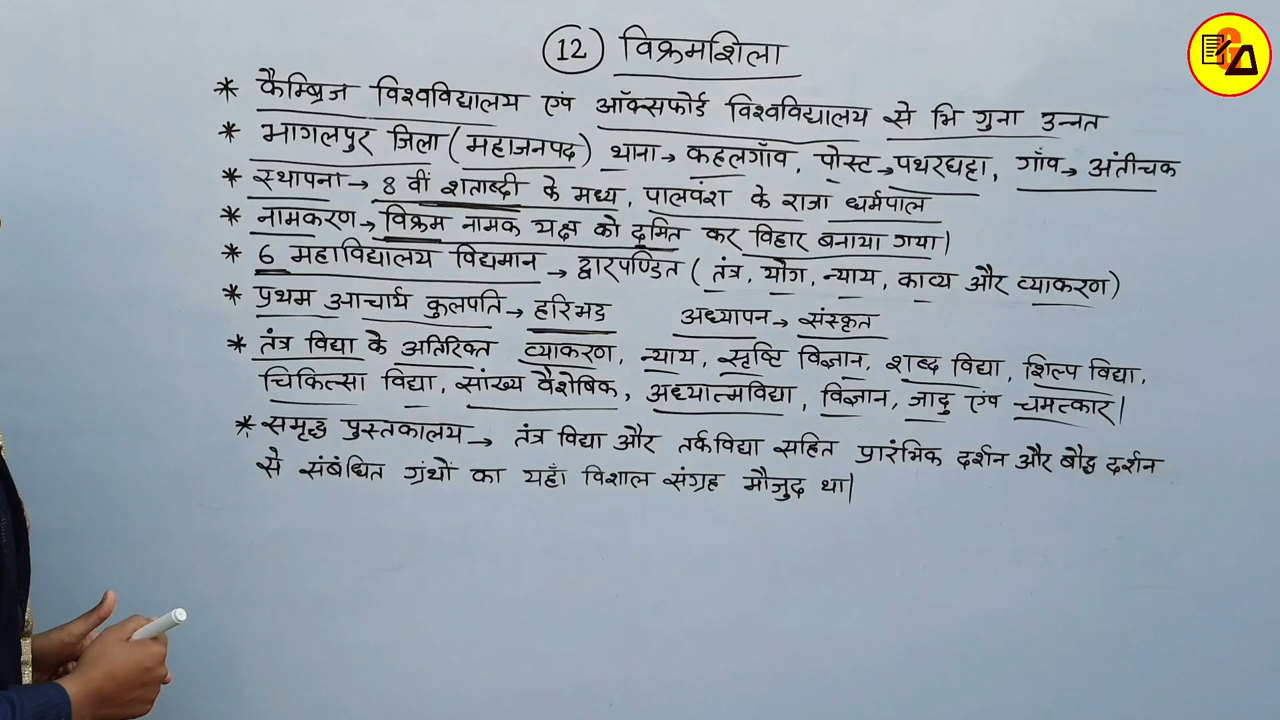 12 विक्रमशिला
* कैम्ब्रिज विश्वविद्यालय एवं ऑक्सफोर्ड विश्वविद्यालय से भि गुना उन्नत
* भागलपुर जिला (महाजनपद) थाना→ कहलगाँव, पोस्ट→पथरघट्टा, गाँव→ अंतीचक
* स्थापना→ 8 वीं शताब्दी के मध्य, पालवंश के राजा धर्मपाल
* नामकरण→ विक्रम नामक यक्ष को दमित कर विहार बनाया गया।
* 6 महाविद्यालय विद्यमान → द्वारपण्डित (तंत्र, योग, न्याय, काव्य और व्याकरण)
* प्रथम आचार्य कुलपति→ हरिभद्र अध्यापन→ संस्कृत
* तंत्र विद्या के अतिरिक्त व्याकरण, न्याय, सृष्टि विज्ञान, शब्द विद्या, शिल्प विद्या,
चिकित्सा विद्या, सांख्य वैशेषिक, अध्यात्मविद्या, विज्ञान, जादु एवं चमत्कार।
* समृद्ध पुस्तकालय → तंत्र विद्या और तर्कविद्या सहित प्रारंभिक दर्शन और बौद्ध दर्शन
से संबंधित ग्रंथों का यहाँ विशाल संग्रह मौजुद था।